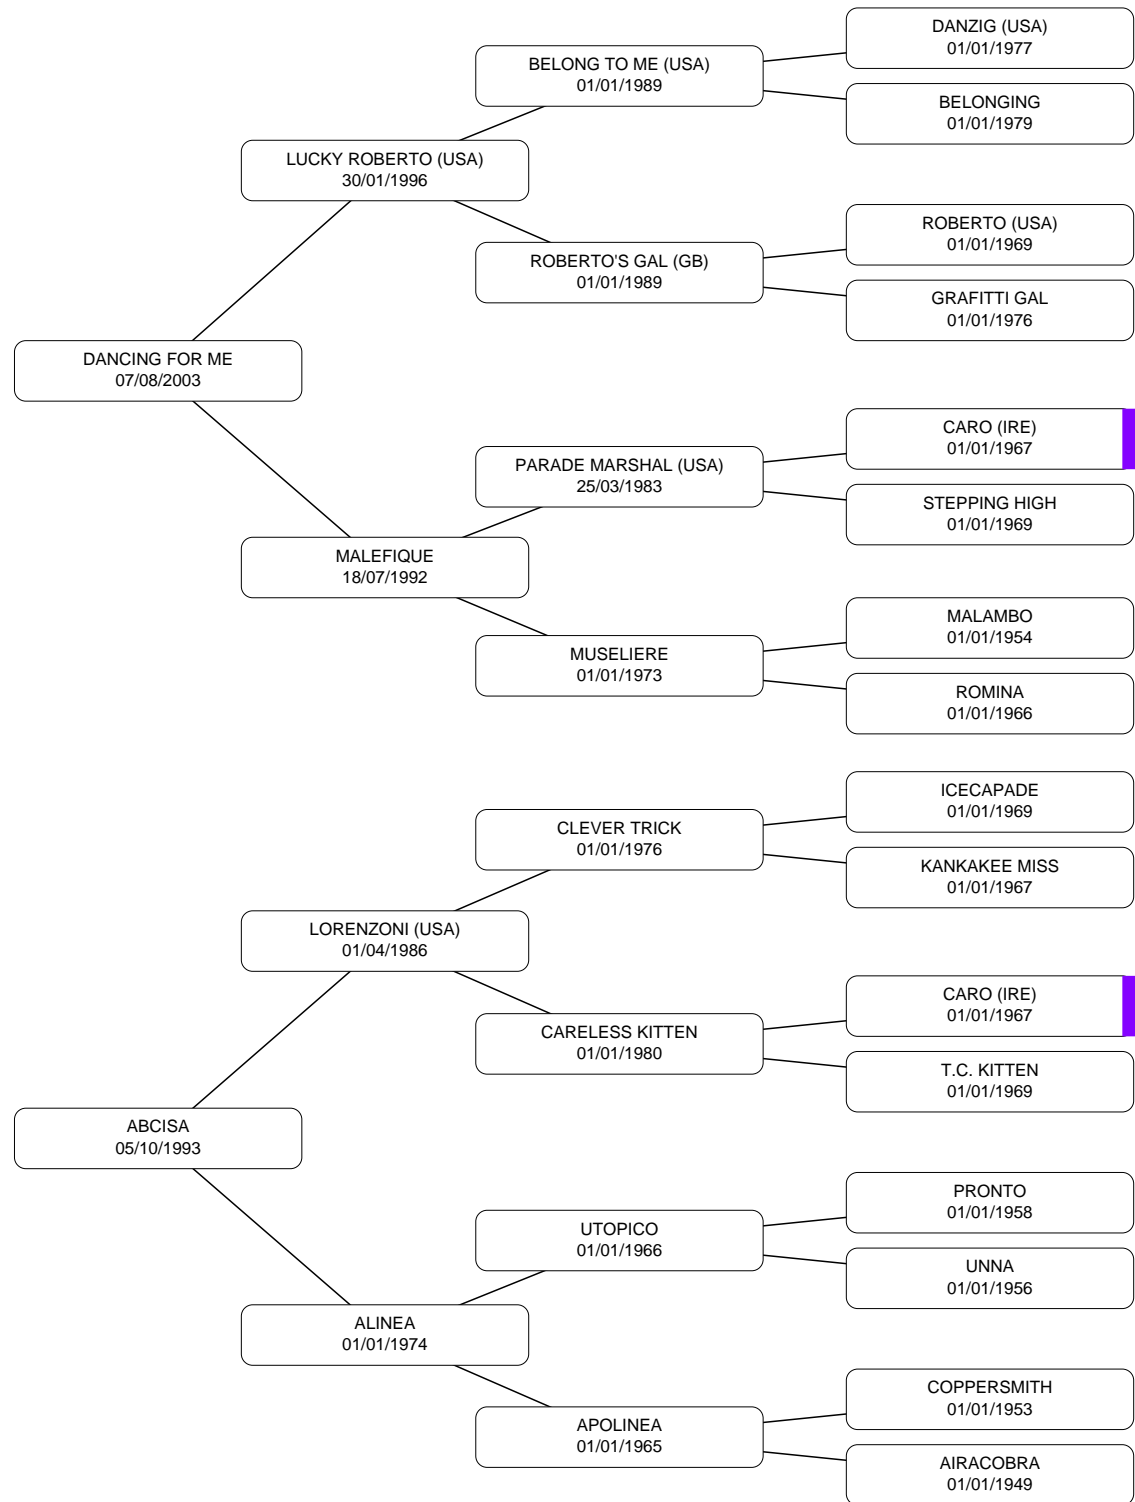 DANZIG (USA)
01/01/1977
BELONG TO ME (USA)
01/01/1989
BELONGING
01/01/1979
LUCKY ROBERTO (USA)
30/01/1996
ROBERTO (USA)
01/01/1969
ROBERTO'S GAL (GB)
01/01/1989
GRAFITTI GAL
01/01/1976
DANCING FOR ME
07/08/2003
CARO (IRE)
01/01/1967
PARADE MARSHAL (USA)
25/03/1983
STEPPING HIGH
01/01/1969
MALEFIQUE
18/07/1992
MALAMBO
01/01/1954
MUSELIERE
01/01/1973
ROMINA
01/01/1966
ICECAPADE
01/01/1969
CLEVER TRICK
01/01/1976
KANKAKEE MISS
01/01/1967
LORENZONI (USA)
01/04/1986
CARO (IRE)
01/01/1967
CARELESS KITTEN
01/01/1980
T.C. KITTEN
01/01/1969
ABCISA
05/10/1993
PRONTO
01/01/1958
UTOPICO
01/01/1966
UNNA
01/01/1956
ALINEA
01/01/1974
COPPERSMITH
01/01/1953
APOLINEA
01/01/1965
AIRACOBRA
01/01/1949